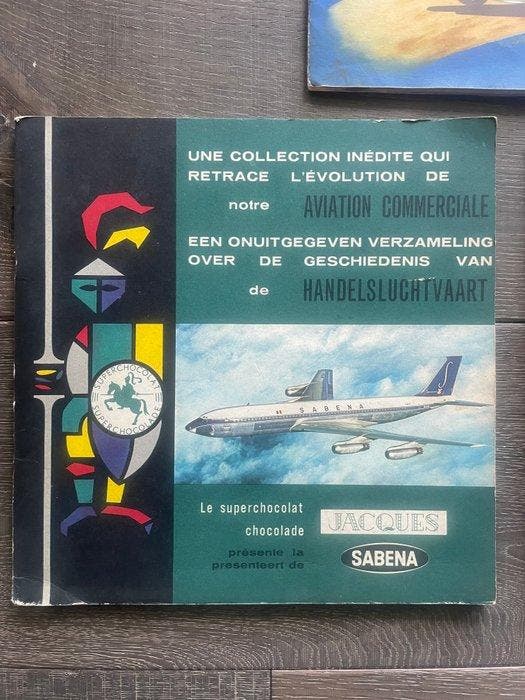 UNE COLLECTION INÉDITE QUI
RETRACE L'ÉVOLUTION DE
notre AVIATION COMMERCIALE
EEN ONUITGEGEVEN VERZAMELING
OVER DE GESCHIEDENIS VAN
de HANDELSLUCHTVAART
SUPERCHOCOLAT
SUPERCHOCOLADE
SABENA
S
Le superchocolat
chocolade
JACQUES
présente la
presenteert de
SABENA